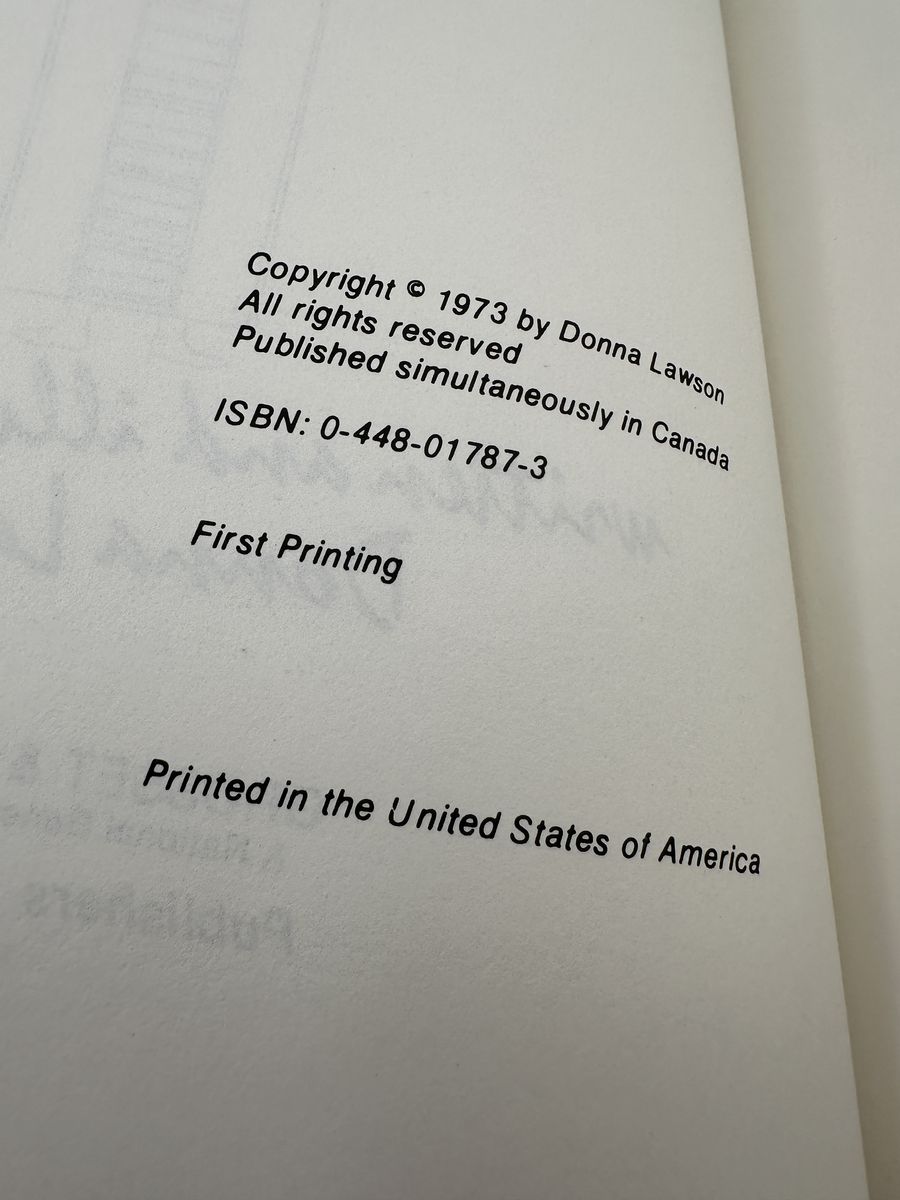 Copyright © 1973 by Donna Lawson
All rights reserved
Published simultaneously in Canada
ISBN: 0-448-01787-3
First Printing
Printed in the United States of America